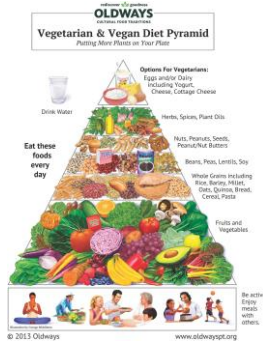 rediscover goodness
OLDWAYS
CULTURAL FOOD TRADITIONS
Vegetarian & Vegan Diet Pyramid
Putting More Plants on Your Plate
Options For Vegetarians:
Eggs and/or Dairy
Including Yogurt,
Cheese, Cottage Cheese
Drink Water
Herbs, Spices, Plant Oils
Nuts, Peanuts, Seeds,
Peanut/Nut Butters
Eat these
foods
every
day
Beans, Peas, Lentils, Soy
Whole Grains Including
Rice, Barley, Millet,
Oats, Quinoa, Bread,
Cereal, Pasta
Fruits and
Vegetables
Be activ
Enjoy
meals
with
others.
© 2013 Oldways
www.oldwayspt.org